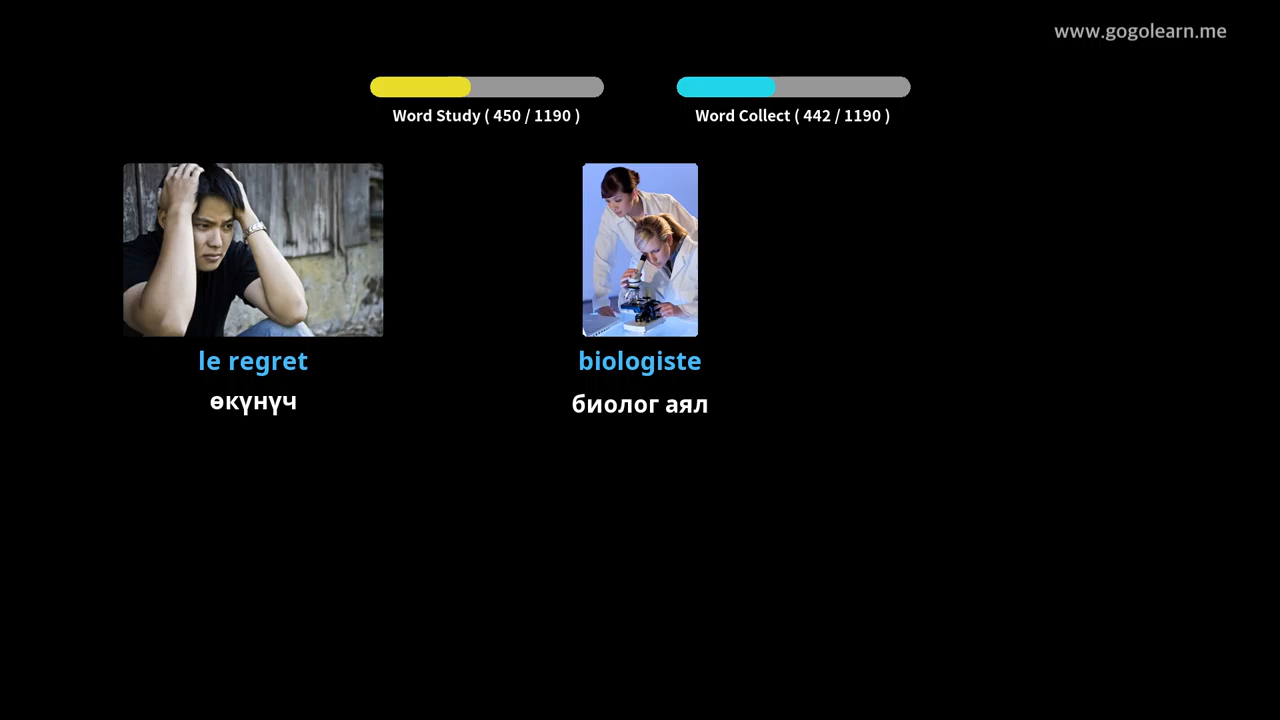 www.gogolearn.me
Word Study ( 450 / 1190 )
Word Collect ( 442 / 1190 )
le regret
өкүнүч
biologiste
биолог аял